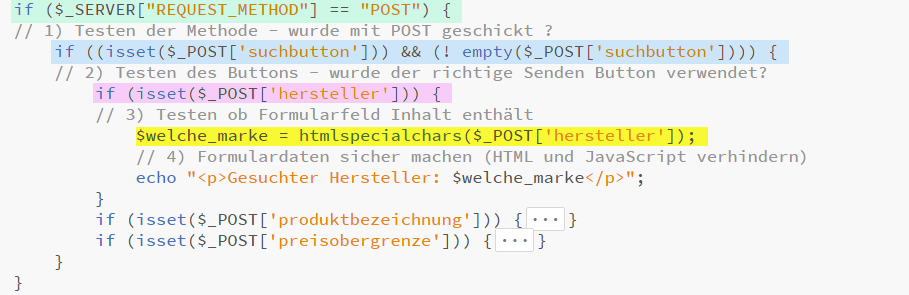 if ($_SERVER["REQUEST_METHOD"] == "POST") {
// 1) Testen der Methode - wurde mit POST geschickt ?
if ((isset($_POST['suchbutton'])) && (! empty($_POST['suchbutton']))) {
// 2) Testen des Buttons - wurde der richtige Senden Button verwendet?
if (isset($_POST['hersteller'])) {
// 3) Testen ob Formularfeld Inhalt enthält
$welche_marke = htmlspecialchars($_POST['hersteller']);
// 4) Formulardaten sicher machen (HTML und JavaScript verhindern)
echo "<p>Gesuchter Hersteller: $welche_marke</p>";
}
if (isset($_POST['produktbezeichnung'])) {···}
if (isset($_POST['preisobergrenze'])) {···}
}
}